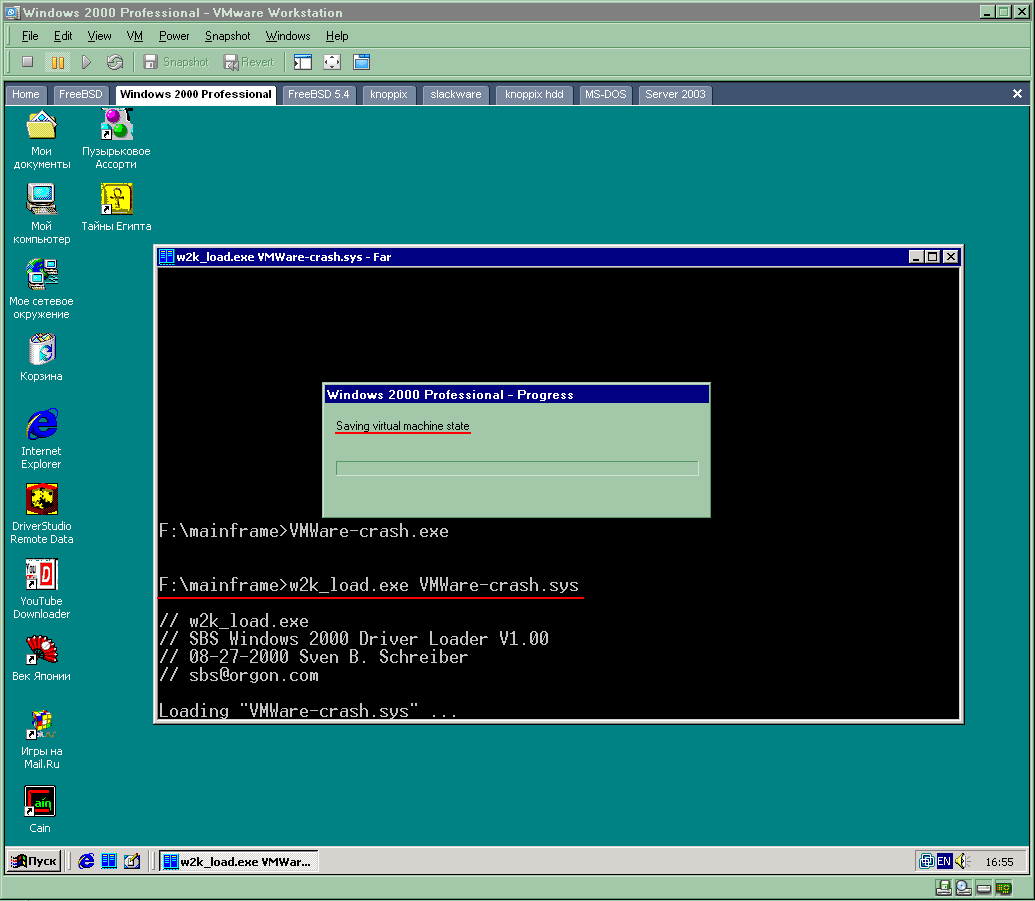 Windows 2000 Professional - VMware Workstation
File Edit View VM Power Snapshot Windows Help
Snapshot Revert
Home FreeBSD Windows 2000 Professional FreeBSD 5.4 knoppix slackware knoppix hdd MS-DOS Server 2003
Мои
документы
Пузырьковое
Ассорти
Мой
компьютер
Тайны Египта
Мое сетевое
окружение
Корзина
Internet
Explorer
DriverStudio
Remote Data
You
D
YouTube
Downloader
Век Японии
Игры на
Mail.Ru
Cain
Cain
w2k_load.exe VMWare-crash.sys - Far
Windows 2000 Professional - Progress
Saving virtual machine state
F:\mainframe>VMWare-crash.exe
F:\mainframe>w2k_load.exe VMWare-crash.sys
// w2k_load.exe
// SBS Windows 2000 Driver Loader V1.00
// 08-27-2000 Sven B. Schreiber
// sbs@orgon.com
Loading "VMWare-crash.sys" ...
Пуск w2k_load.exe VMWar... EN 16:55